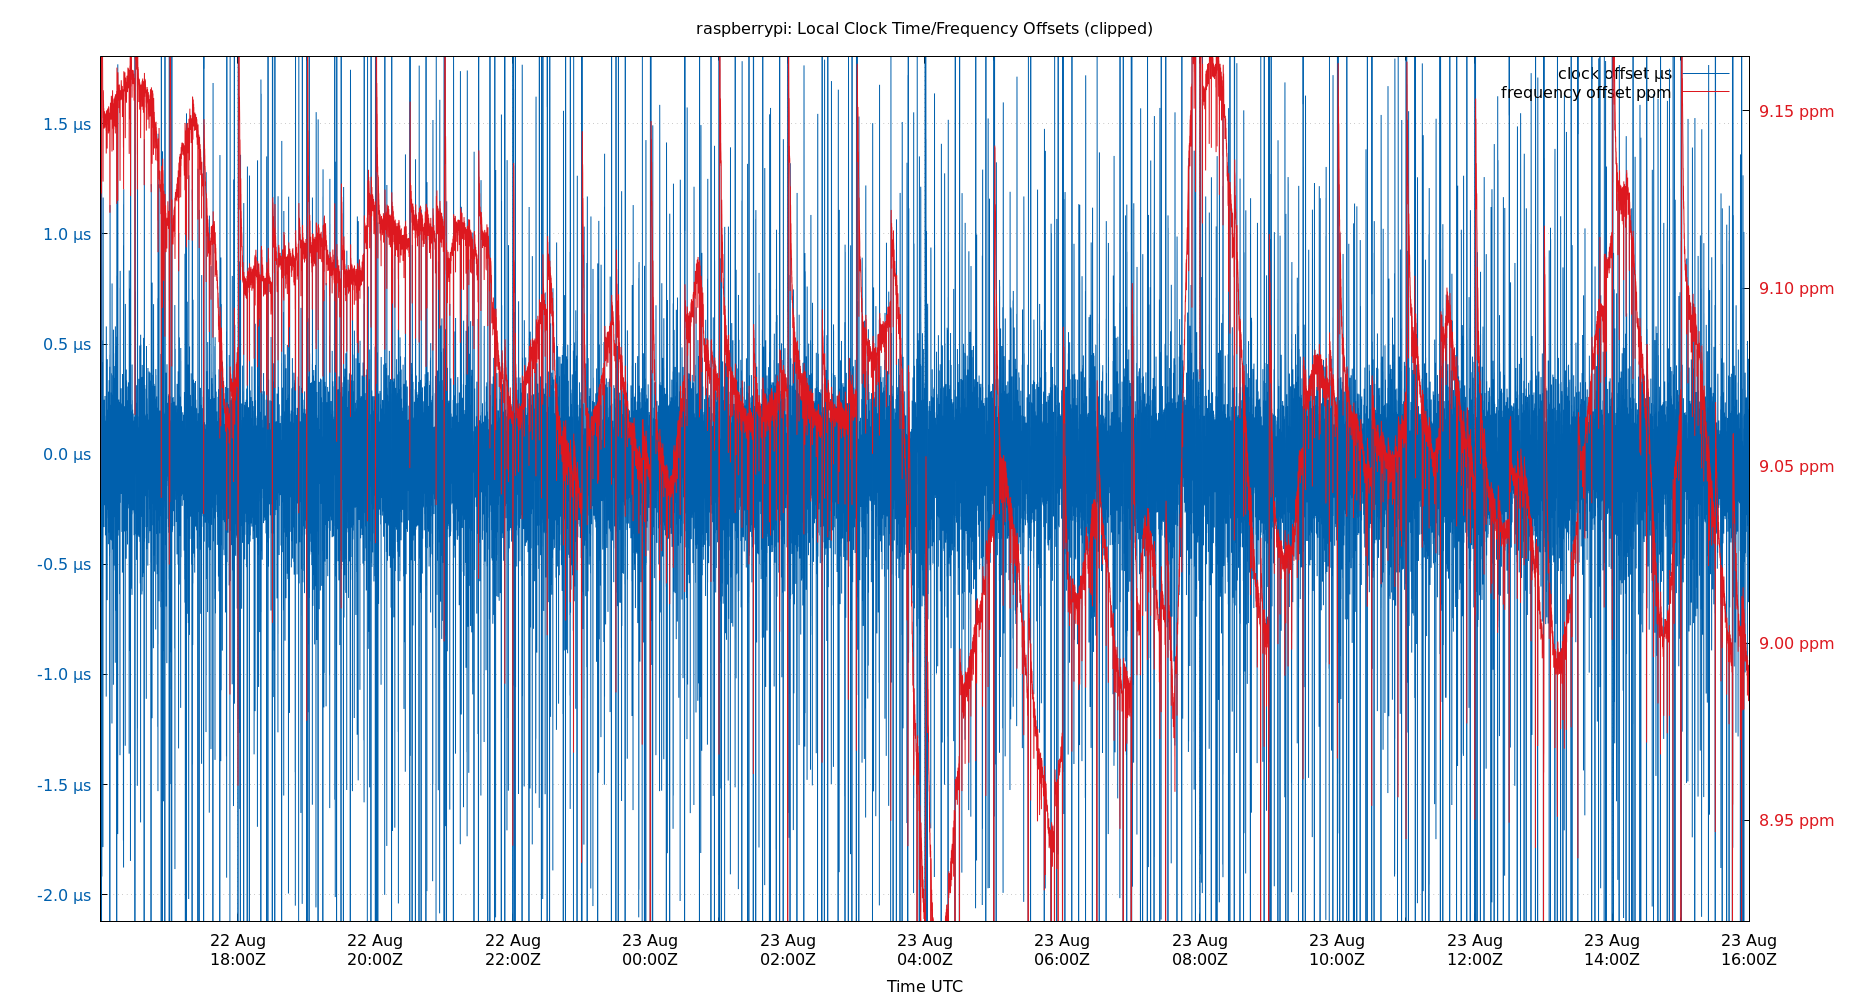 raspberrypi: Local Clock Time/Frequency Offsets (clipped)
clock offset µs
frequency offset ppm
1.5 µs
1.0 µs
0.5 µs
0.0 µs
-0.5 µs
-1.0 µs
-1.5 µs
-2.0 µs
9.15 ppm
9.10 ppm
9.05 ppm
9.00 ppm
8.95 ppm
22 Aug 22 Aug 22 Aug 23 Aug 23 Aug 23 Aug 23 Aug 23 Aug 23 Aug 23 Aug 23 Aug 23 Aug
18:00Z 20:00Z 22:00Z 00:00Z 02:00Z 04:00Z 06:00Z 08:00Z 10:00Z 12:00Z 14:00Z 16:00Z
Time UTC